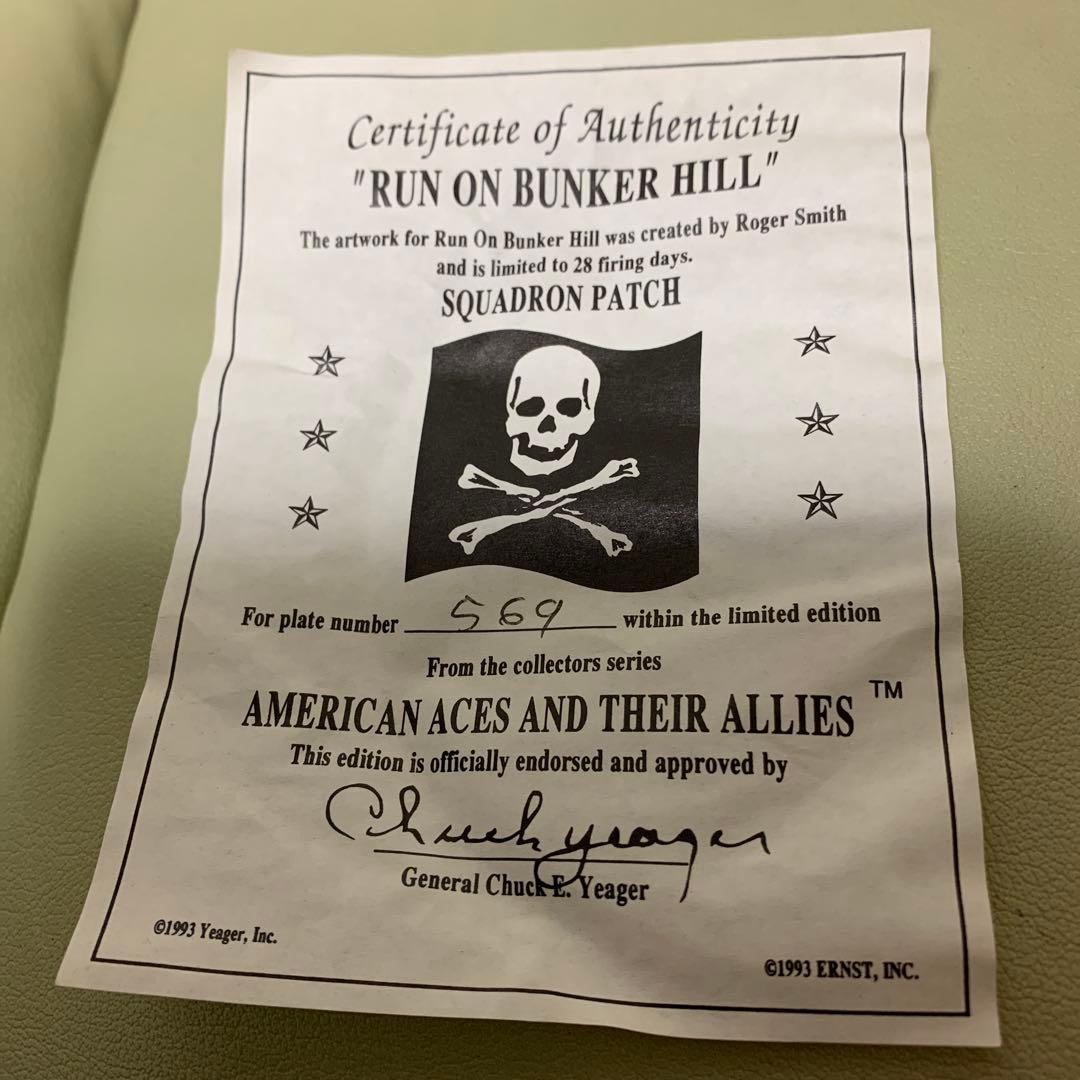 Certificate of Authenticity
"RUN ON BUNKER HILL"
The artwork for Run On Bunker Hill was created by Roger Smith
and is limited to 28 firing days.
SQUADRON PATCH
For plate number 569 within the limited edition
From the collectors series
AMERICAN ACES AND THEIR ALLIES ™
This edition is officially endorsed and approved by
Chuck Yeager
General Chuck E. Yeager
©1993 Yeager, Inc.
©1993 ERNST, INC.